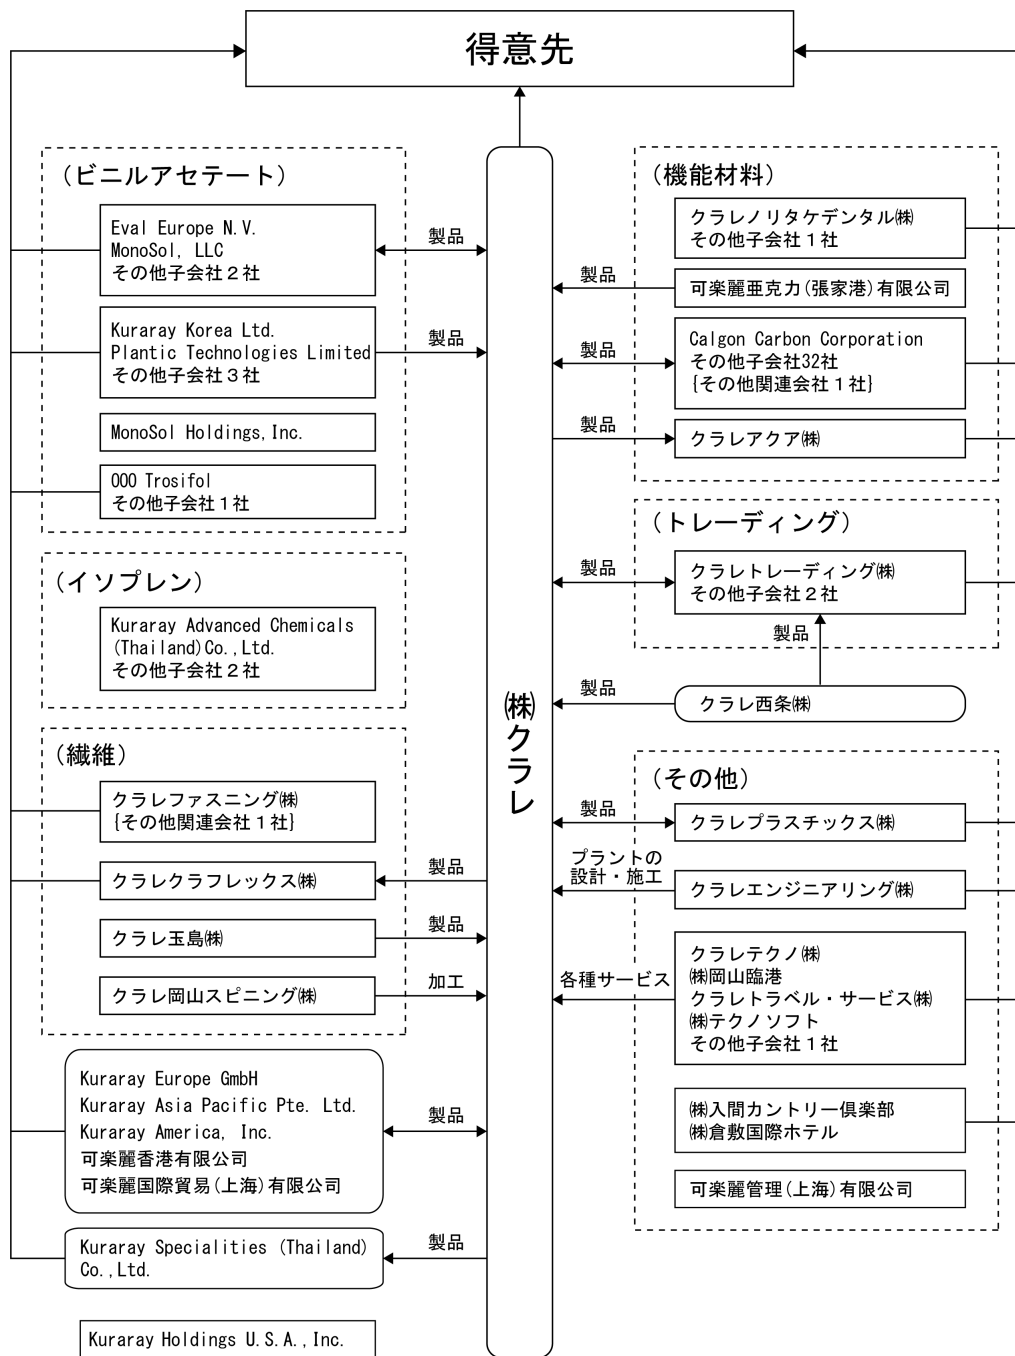 得意先
（ビニルアセテート）
Eval Europe N.V.
MonoSol, LLC
その他子会社２社
製品
Kuraray Korea Ltd.
Plantic Technologies Limited
その他子会社３社
製品
MonoSol Holdings,Inc.
OOO Trosifol
その他子会社１社
（イソプレン）
Kuraray Advanced Chemicals
(Thailand)Co.,Ltd.
その他子会社２社
（繊維）
クラレファスニング㈱
{その他関連会社１社}
クラレクラフレックス㈱
製品
クラレ玉島㈱
製品
クラレ岡山スピニング㈱
加工
Kuraray Europe GmbH
Kuraray Asia Pacific Pte. Ltd.
Kuraray America, Inc.
可楽麗香港有限公司
可楽麗国際貿易(上海)有限公司
製品
Kuraray Specialities (Thailand)
Co.,Ltd.
製品
Kuraray Holdings U.S.A.,Inc.
㈱クラレ
（機能材料）
クラレノリタケデンタル㈱
その他子会社１社
製品
可楽麗亜克力(張家港)有限公司
製品
Calgon Carbon Corporation
その他子会社32社
{その他関連会社１社}
製品
クラレアクア㈱
（トレーディング）
製品
クラレトレーディング㈱
その他子会社２社
製品
製品
クラレ西条㈱
（その他）
製品
クラレプラスチックス㈱
プラントの
設計・施工
クラレエンジニアリング㈱
各種サービス
クラレテクノ㈱
㈱岡山臨港
クラレトラベル・サービス㈱
㈱テクノソフト
その他子会社１社
㈱入間カントリー倶楽部
㈱倉敷国際ホテル
可楽麗管理(上海)有限公司